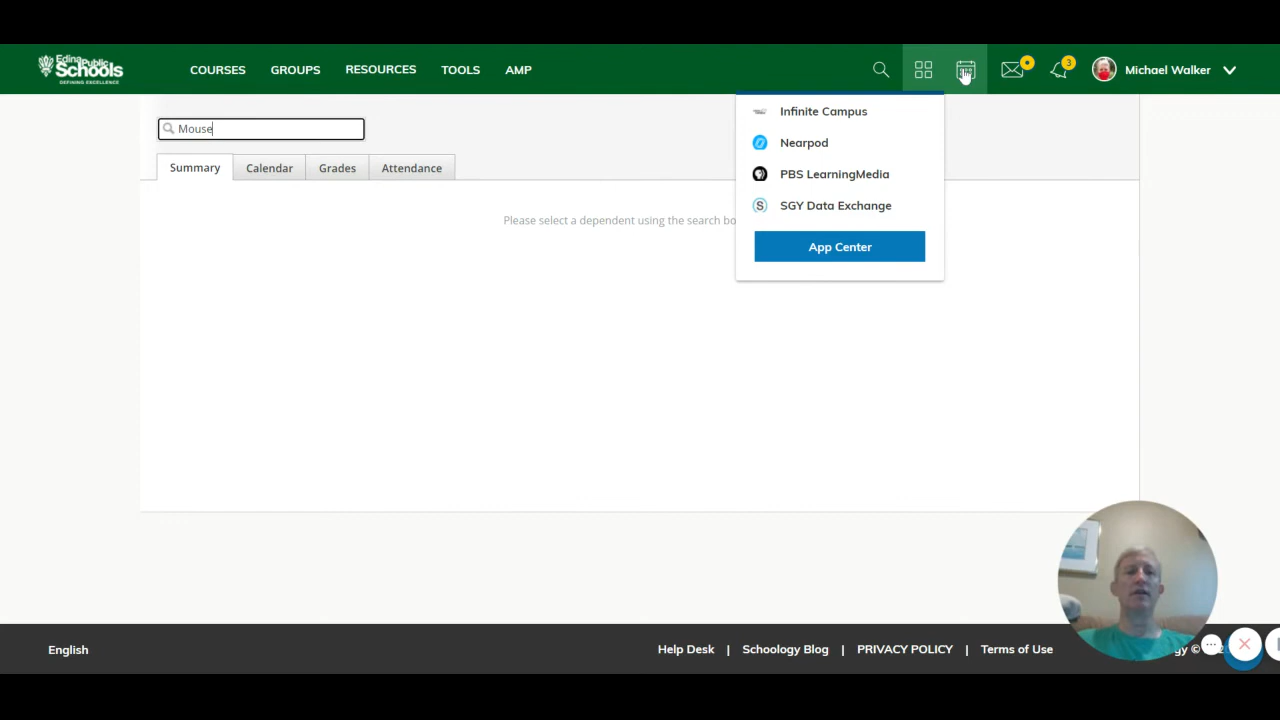 Edina Public
Schools
DEFINING EXCELLENCE
COURSES GROUPS RESOURCES TOOLS AMP
3
Michael Walker
Mouse
Summary Calendar Grades Attendance
Please select a dependent using the search bo
Infinite Campus
Nearpod
PBS LearningMedia
S SGY Data Exchange
App Center
English
Help Desk | Schoology Blog | PRIVACY POLICY | Terms of Use
gy ©